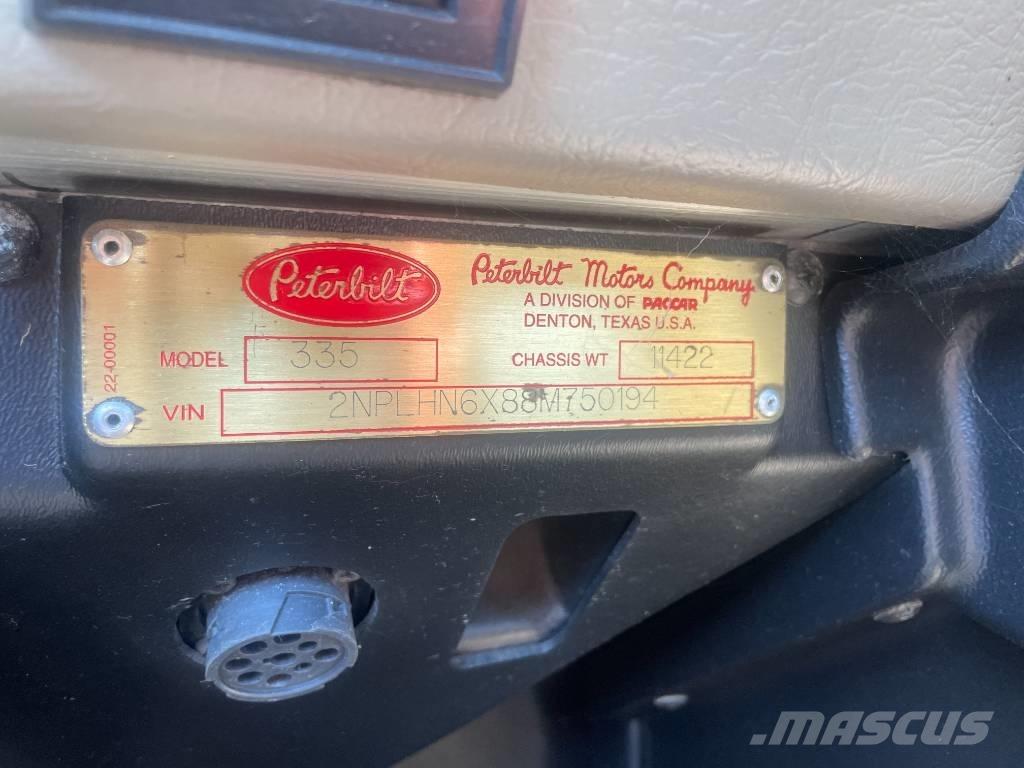 Peterbilt
Peterbilt Motors Company
A DIVISION OF PACCAR
DENTON, TEXAS U.S.A.
MODEL 335
CHASSIS WT 11422
VIN 2NPLHN6X88M750194
22-00001
MASCUS